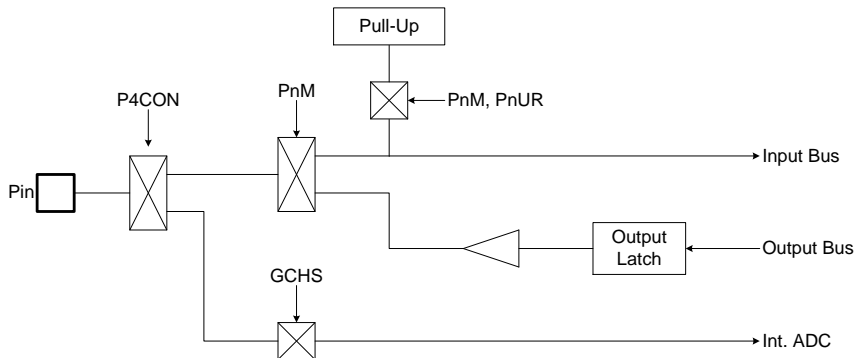 Pull-Up
P4CON
PnM
PnM, PnUR
Input Bus
Pin
Output
Latch
Output Bus
GCHS
Int. ADC